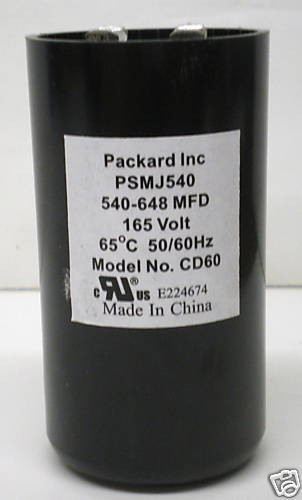 Packard Inc
PSMJ540
540-648 MFD
165 Volt
65°C 50/60Hz
Model No. CD60
c RU® US E224674
Made In China